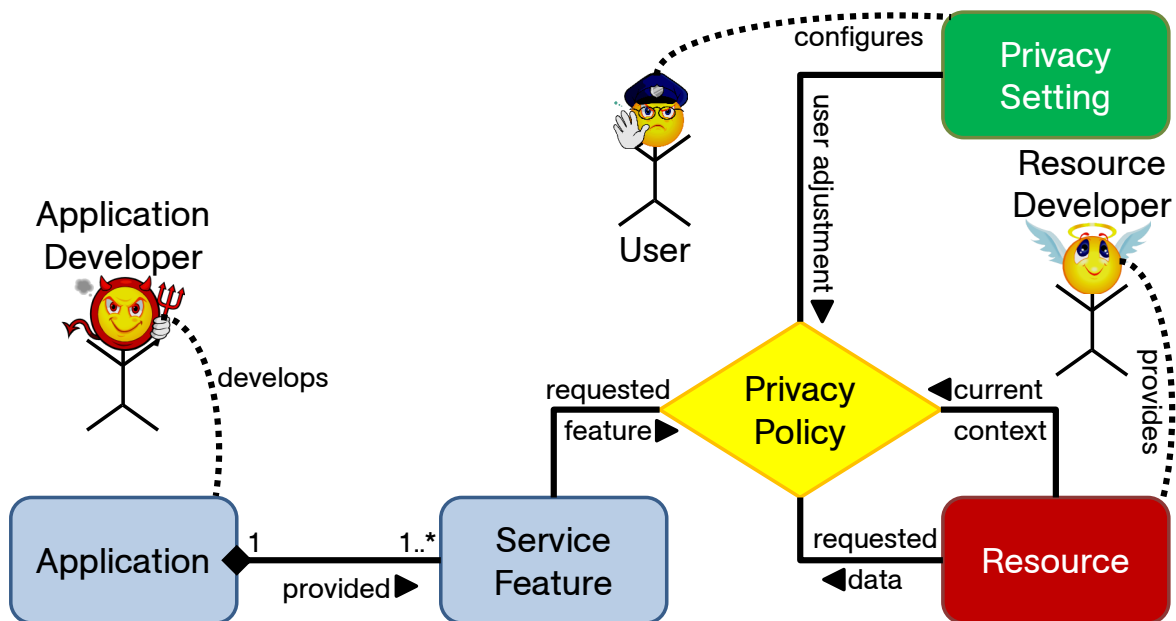 configures
Privacy
Setting
user adjustment
User
Resource
Developer
Application
Developer
develops
provides
requested
feature
Privacy
Policy
current
context
Application
1
1..*
provided
Service
Feature
requested
data
Resource